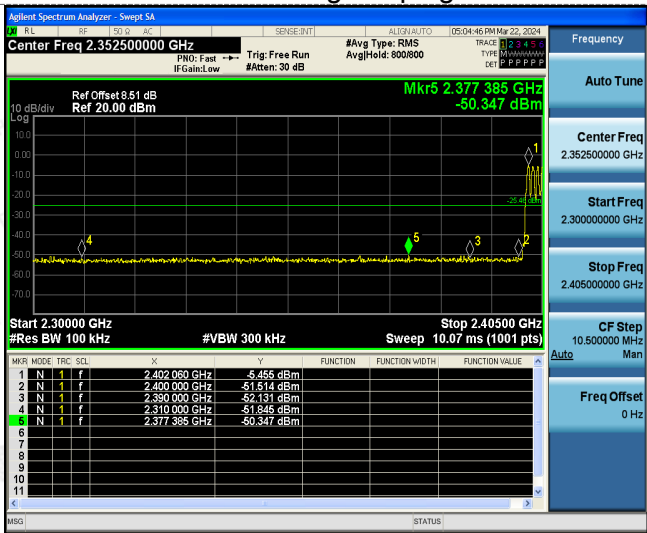 Agilent Spectrum Analyzer - Swept SA
RL RF 50 Ω AC SENSE:INT ALIGNAUTO 05:04:46 PM Mar 22, 2024
Center Freq 2.352500000 GHz
#Avg Type: RMS
TRACE 1 2 3 4 5 6
PNO: Fast Trig: Free Run Avg|Hold: 800/800
TYPE M
IFGain:Low #Atten: 30 dB
DET P P P P P P
Frequency
Mkr5 2.377 385 GHz
-50.347 dBm
Ref Offset 8.51 dB
10 dB/div Ref 20.00 dBm
Log
10.0
0.00
-10.0
-20.0
-30.0
-40.0
-50.0
-60.0
-70.0
1
2
3
4
5
Start 2.30000 GHz Stop 2.40500 GHz
#Res BW 100 kHz #VBW 300 kHz Sweep 10.07 ms (1001 pts)
MKR MODE TRC SCL X Y FUNCTION FUNCTION WIDTH FUNCTION VALUE
1 N 1 f 2.402 060 GHz -5.455 dBm
2 N 1 f 2.400 000 GHz -51.514 dBm
3 N 1 f 2.390 000 GHz -52.131 dBm
4 N 1 f 2.310 000 GHz -51.845 dBm
5 N 1 f 2.377 385 GHz -50.347 dBm
6
7
8
9
10
11
MSG STATUS
Auto Tune
Center Freq
2.352500000 GHz
Start Freq
2.300000000 GHz
Stop Freq
2.405000000 GHz
CF Step
10.500000 MHz
Auto Man
Freq Offset
0 Hz